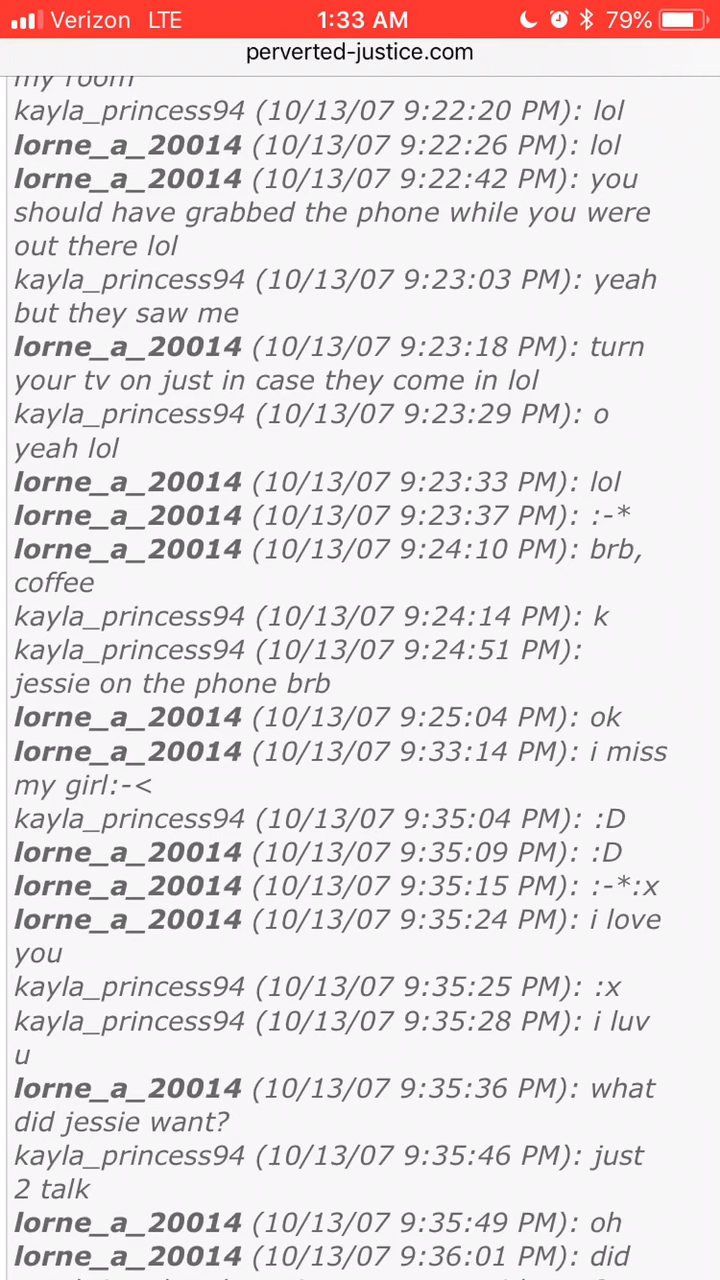 Verizon LTE 1:33 AM 79%
perverted-justice.com
my room
kayla_princess94 (10/13/07 9:22:20 PM): lol
lorne_a_20014 (10/13/07 9:22:26 PM): lol
lorne_a_20014 (10/13/07 9:22:42 PM): you
should have grabbed the phone while you were
out there lol
kayla_princess94 (10/13/07 9:23:03 PM): yeah
but they saw me
lorne_a_20014 (10/13/07 9:23:18 PM): turn
your tv on just in case they come in lol
kayla_princess94 (10/13/07 9:23:29 PM): o
yeah lol
lorne_a_20014 (10/13/07 9:23:33 PM): lol
lorne_a_20014 (10/13/07 9:23:37 PM): :-*
lorne_a_20014 (10/13/07 9:24:10 PM): brb,
coffee
kayla_princess94 (10/13/07 9:24:14 PM): k
kayla_princess94 (10/13/07 9:24:51 PM):
jessie on the phone brb
lorne_a_20014 (10/13/07 9:25:04 PM): ok
lorne_a_20014 (10/13/07 9:33:14 PM): i miss
my girl:-<
kayla_princess94 (10/13/07 9:35:04 PM): :D
lorne_a_20014 (10/13/07 9:35:09 PM): :D
lorne_a_20014 (10/13/07 9:35:15 PM): :-*:x
lorne_a_20014 (10/13/07 9:35:24 PM): i love
you
kayla_princess94 (10/13/07 9:35:25 PM): :x
kayla_princess94 (10/13/07 9:35:28 PM): i luv
u
lorne_a_20014 (10/13/07 9:35:36 PM): what
did jessie want?
kayla_princess94 (10/13/07 9:35:46 PM): just
2 talk
lorne_a_20014 (10/13/07 9:35:49 PM): oh
lorne_a_20014 (10/13/07 9:36:01 PM): did